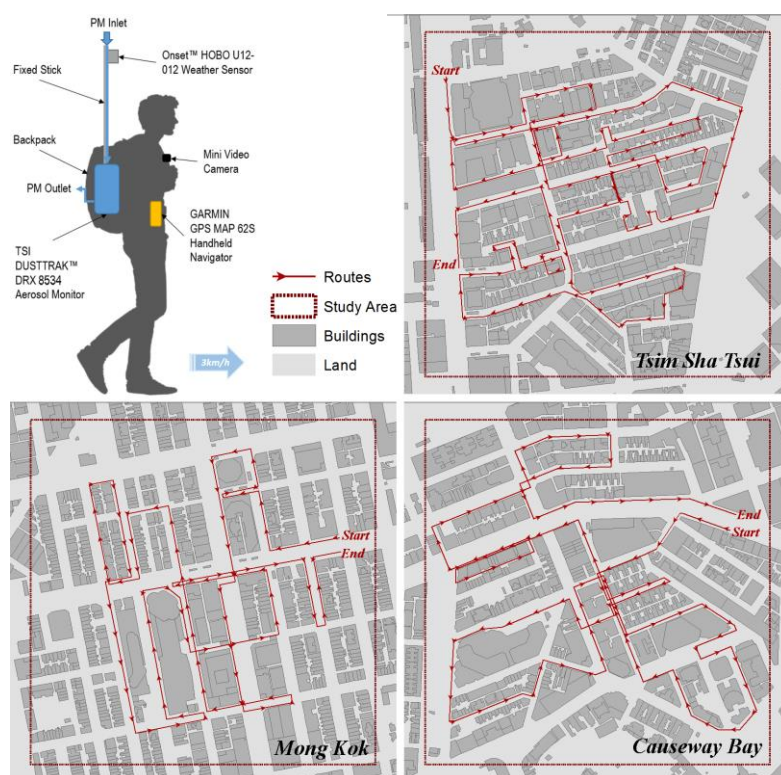 PM Inlet
Onset™ HOBO U12-
012 Weather Sensor
Fixed Stick
Backpack
Mini Video
Camera
PM Outlet
GARMIN
GPS MAP 62S
Handheld
Navigator
TSI
DUSTTRAK™
DRX 8534
Aerosol Monitor
3km/h
Routes
Study Area
Buildings
Land
Start
End
Tsim Sha Tsui
Start
End
Mong Kok
End
Start
Causeway Bay